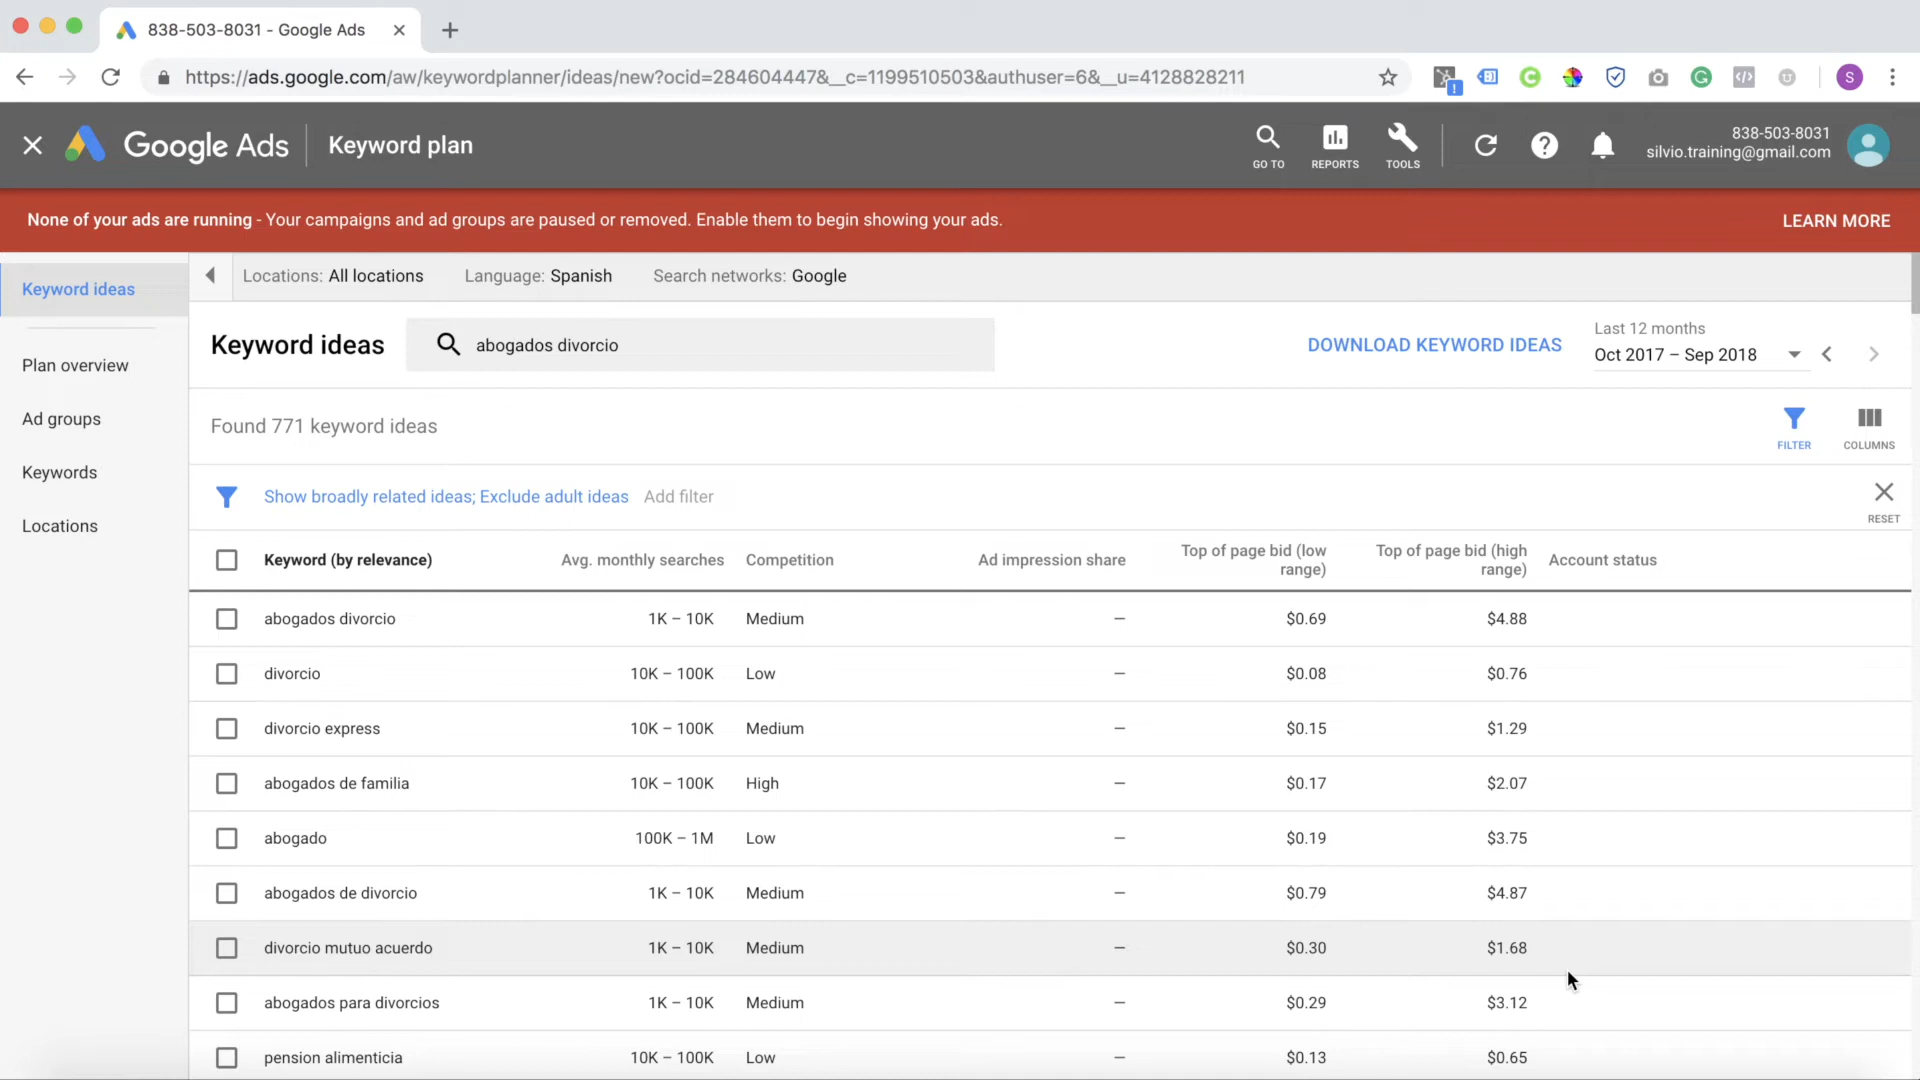 838-503-8031 - Google Ads
https://ads.google.com/aw/keywordplanner/ideas/new?ocid=284604447&__c=1199510503&authuser=6&__u=4128828211
S
Google Ads
Keyword plan
GO TO
REPORTS
TOOLS
838-503-8031
silvio.training@gmail.com
None of your ads are running - Your campaigns and ad groups are paused or removed. Enable them to begin showing your ads.
LEARN MORE
Keyword ideas
Plan overview
Ad groups
Keywords
Locations
Locations: All locations
Language: Spanish
Search networks: Google
Keyword ideas
abogados divorcio
DOWNLOAD KEYWORD IDEAS
Last 12 months
Oct 2017 – Sep 2018
Found 771 keyword ideas
FILTER
COLUMNS
Show broadly related ideas; Exclude adult ideas Add filter
RESET
Keyword (by relevance) Avg. monthly searches Competition Ad impression share Top of page bid (low range) Top of page bid (high range) Account status
abogados divorcio 1K – 10K Medium – $0.69 $4.88
divorcio 10K – 100K Low – $0.08 $0.76
divorcio express 10K – 100K Medium – $0.15 $1.29
abogados de familia 10K – 100K High – $0.17 $2.07
abogado 100K – 1M Low – $0.19 $3.75
abogados de divorcio 1K – 10K Medium – $0.79 $4.87
divorcio mutuo acuerdo 1K – 10K Medium – $0.30 $1.68
abogados para divorcios 1K – 10K Medium – $0.29 $3.12
pension alimenticia 10K – 100K Low – $0.13 $0.65